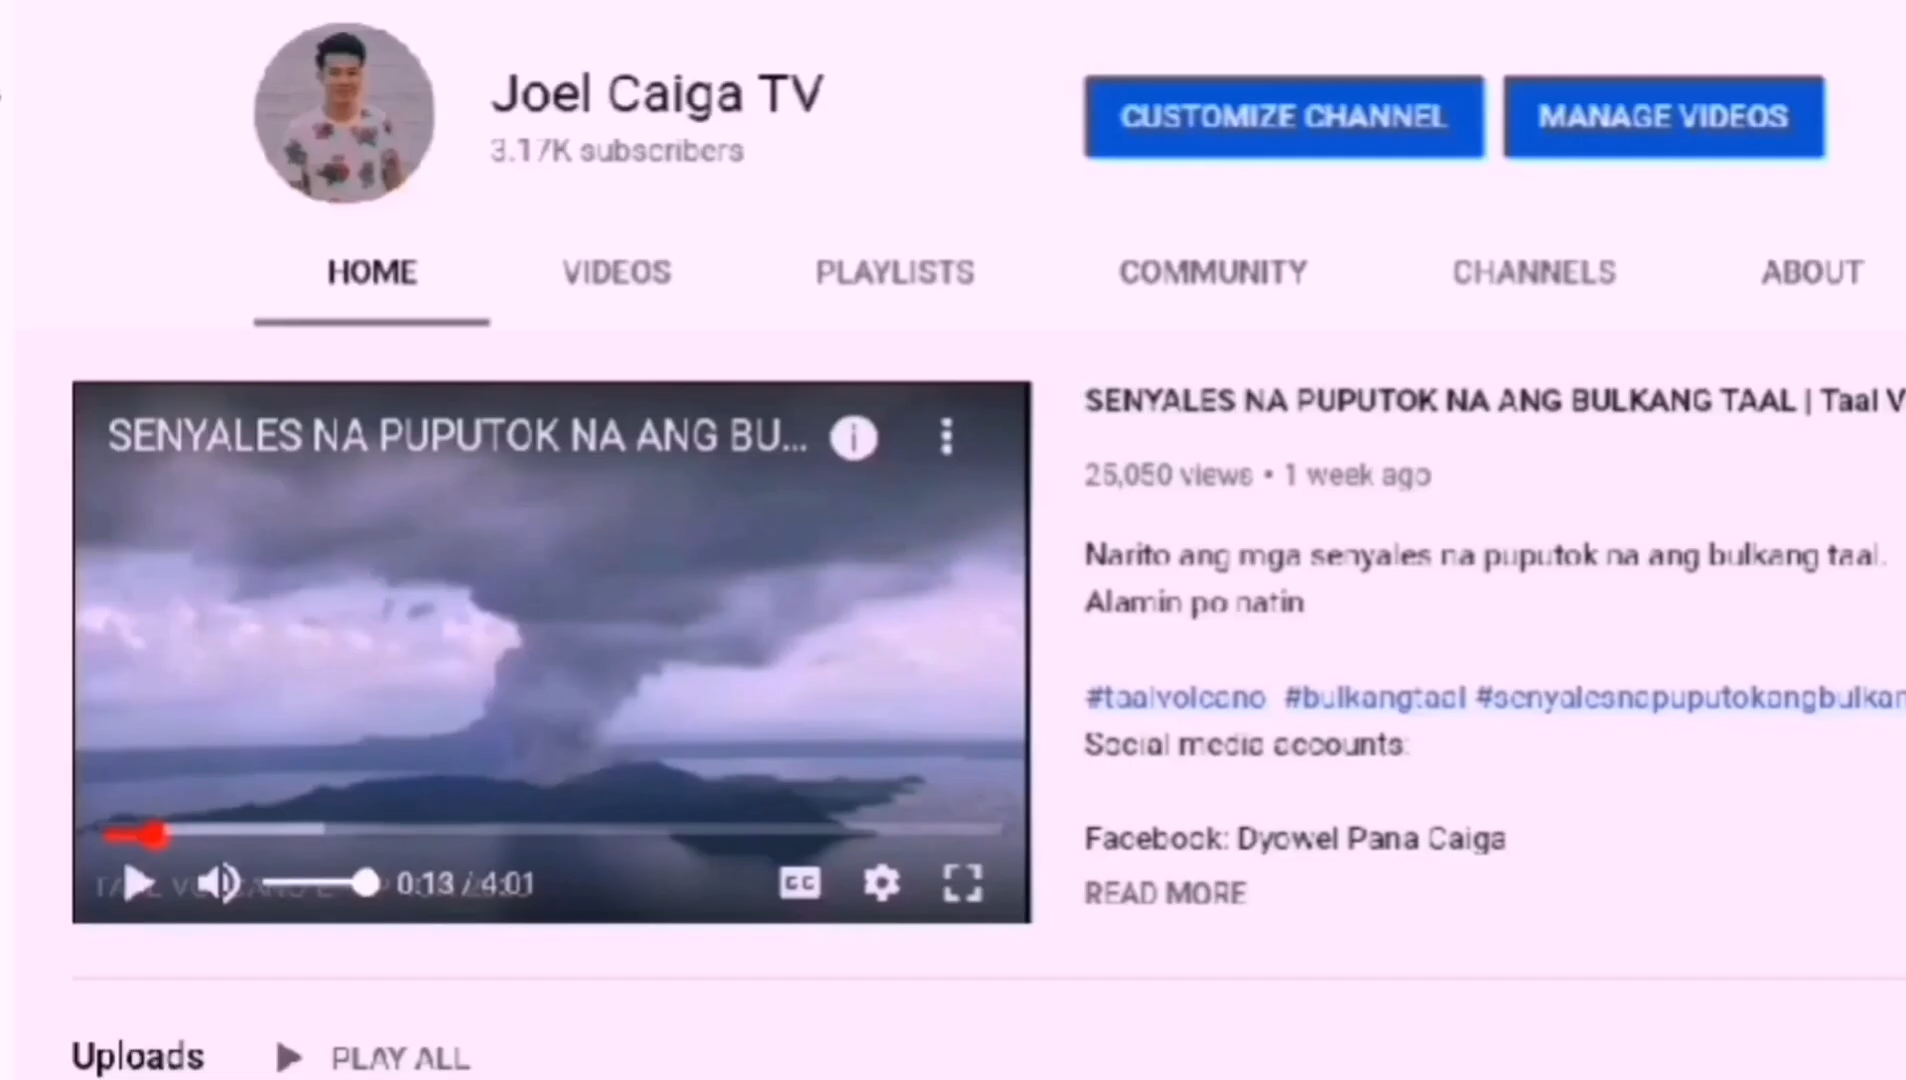 Joel Caiga TV
3.17K subscribers
CUSTOMIZE CHANNEL
MANAGE VIDEOS
HOME
VIDEOS
PLAYLISTS
COMMUNITY
CHANNELS
ABOUT
SENYALES NA PUPUTOK NA ANG BU...
0:13 / 4:01
CC
SENYALES NA PUPUTOK NA ANG BULKANG TAAL | Taal V
25,050 views • 1 week ago
Narito ang mga senyales na puputok na ang bulkang taal.
Alamin po natin
#taalvolcano #bulkangtaal #senyalesnapuputokangbulkan
Social media accounts:
Facebook: Dyowel Pana Caiga
READ MORE
Uploads
PLAY ALL